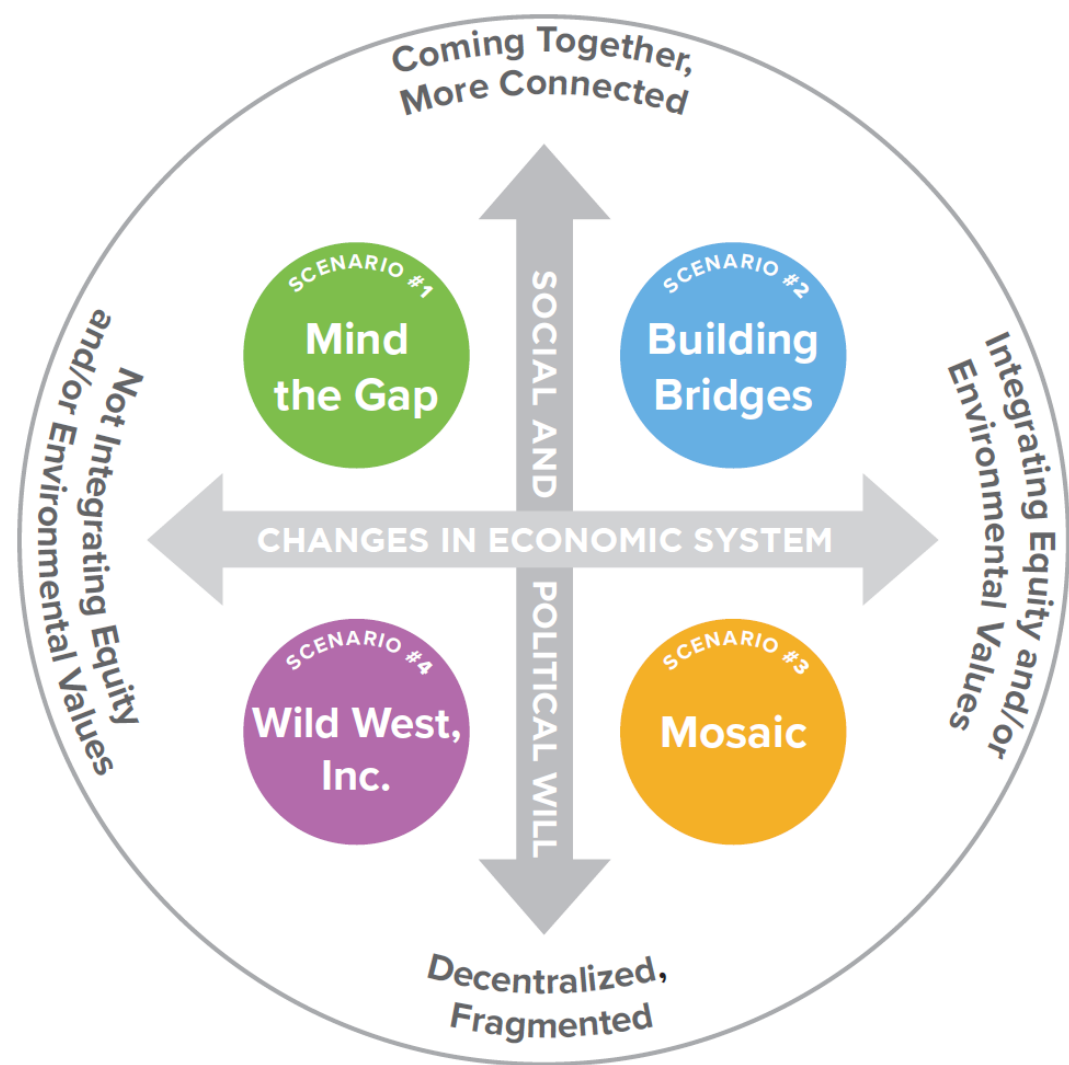 Coming Together,
More Connected
SCENARIO #1
Mind
the Gap
SCENARIO #2
Building
Bridges
SOCIAL AND POLITICAL WILL
CHANGES IN ECONOMIC SYSTEM
Not Integrating Equity
and/or Environmental Values
Integrating Equity and/or
Environmental Values
SCENARIO #4
Wild West,
Inc.
SCENARIO #3
Mosaic
Decentralized,
Fragmented